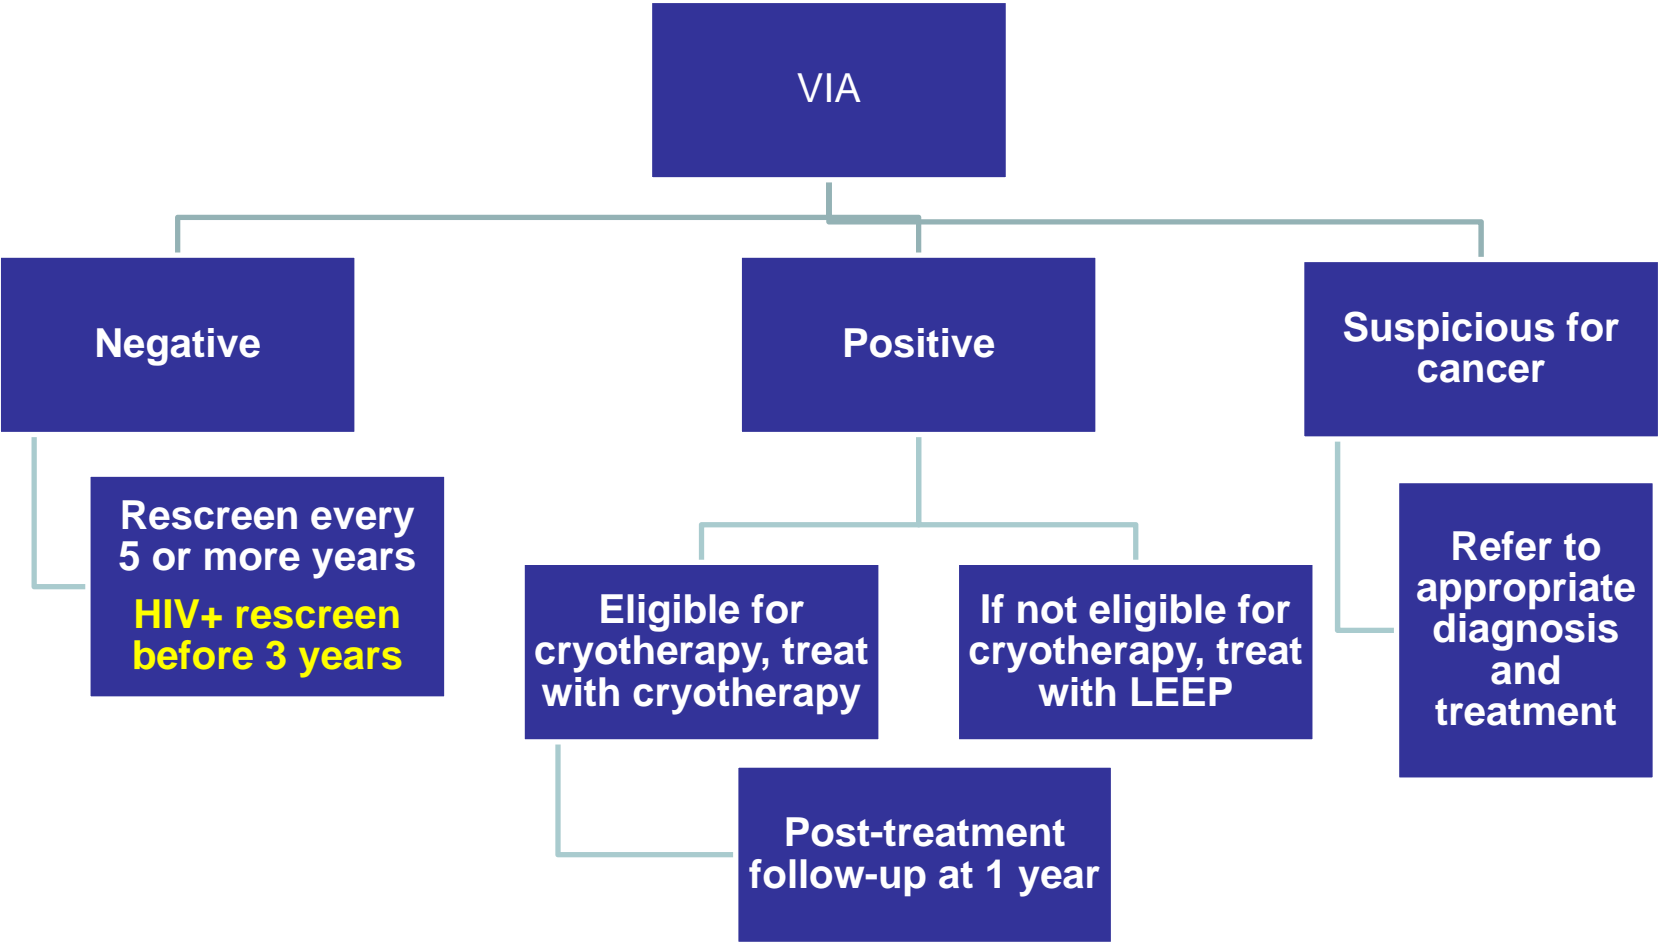 VIA
Negative
Positive
Suspicious for
cancer
Rescreen every
5 or more years
HIV+ rescreen
before 3 years
Eligible for
cryotherapy, treat
with cryotherapy
If not eligible for
cryotherapy, treat
with LEEP
Refer to
appropriate
diagnosis
and
treatment
Post-treatment
follow-up at 1 year